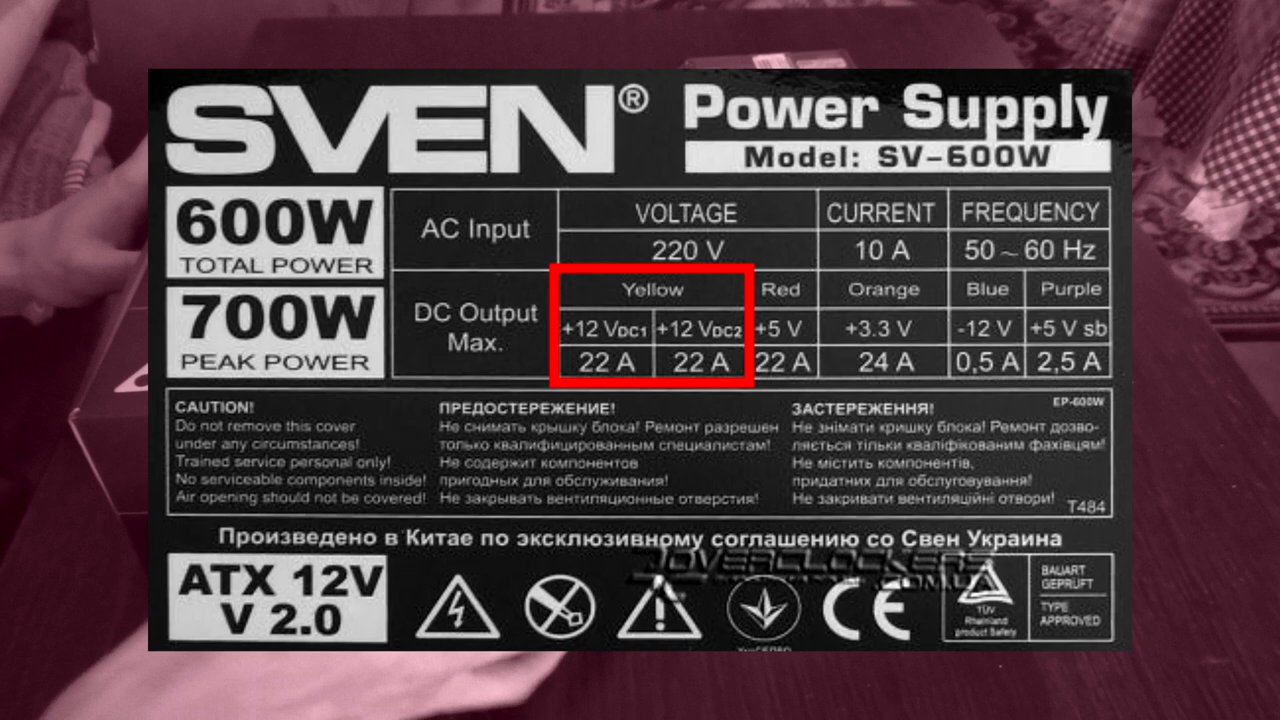 SVEN®
Power Supply
Model: SV-600W
600W
TOTAL POWER
700W
PEAK POWER
AC Input
VOLTAGE
CURRENT
FREQUENCY
220 V
10 A
50 ~ 60 Hz
DC Output
Max.
Yellow
Red
Orange
Blue
Purple
+12 VDC1
+12 VDC2
+5 V
+3.3 V
-12 V
+5 V sb
22 A
22 A
22 A
24 A
0,5 A
2,5 A
CAUTION!
Do not remove this cover
under any circumstances!
Trained service personal only!
No serviceable components inside!
Air opening should not be covered!
ПРЕДОСТЕРЕЖЕНИЕ!
Не снимать крышку блока! Ремонт разрешен
только квалифицированным специалистам!
Не содержит компонентов
пригодных для обслуживания!
Не закрывать вентиляционные отверстия!
ЗАСТЕРЕЖЕННЯ!
EP-600W
Не знімати кришку блока! Ремонт дозво-
ляється тільки кваліфікованим фахівцям!
Не містить компонентів,
придатних для обслуговування!
Не закривати вентиляційні отвори!
T484
Произведено в Китае по эксклюзивному соглашению со Свен Украина
OVERCLOCKERS
.COM.UA
ATX 12V
V 2.0
CE
TÜV
Rheinland
product Safety
BAUART
GEPRÜFT
TYPE
APPROVED